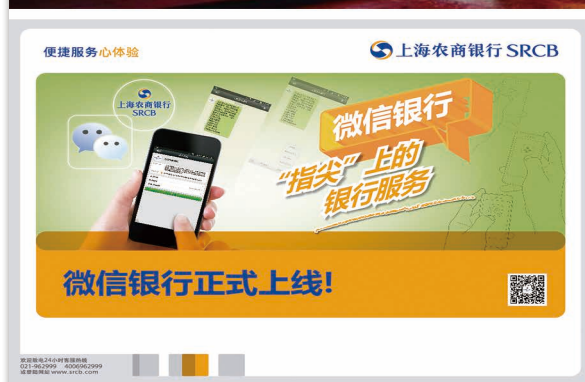 便捷服务心体验
上海农商银行 SRCB
上海农商银行
SRCB
微信银行
“指尖”上的
银行服务
微信银行正式上线!
欢迎致电24小时客服热线
021-962999 4006962999
请登陆网站 www.srcb.com